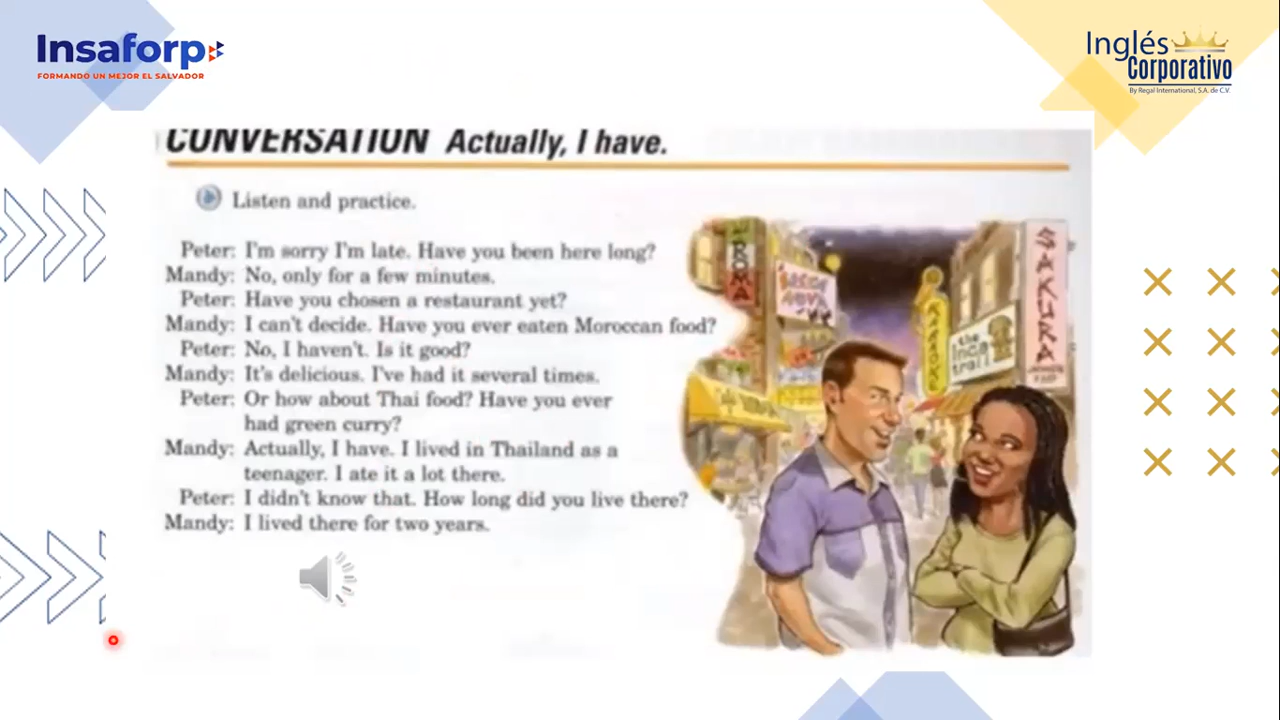 Insaforp
FORMANDO UN MEJOR EL SALVADOR
Inglés
Corporativo
By Regal International, S.A. de C.V.
CONVERSATION Actually, I have.
Listen and practice.
Peter: I'm sorry I'm late. Have you been here long?
Mandy: No, only for a few minutes.
Peter: Have you chosen a restaurant yet?
Mandy: I can't decide. Have you ever eaten Moroccan food?
Peter: No, I haven't. Is it good?
Mandy: It's delicious. I've had it several times.
Peter: Or how about Thai food? Have you ever
had green curry?
Mandy: Actually, I have. I lived in Thailand as a
teenager. I ate it a lot there.
Peter: I didn't know that. How long did you live there?
Mandy: I lived there for two years.
ROMA
KARAOKE
the
Inca
trail
SAKURA